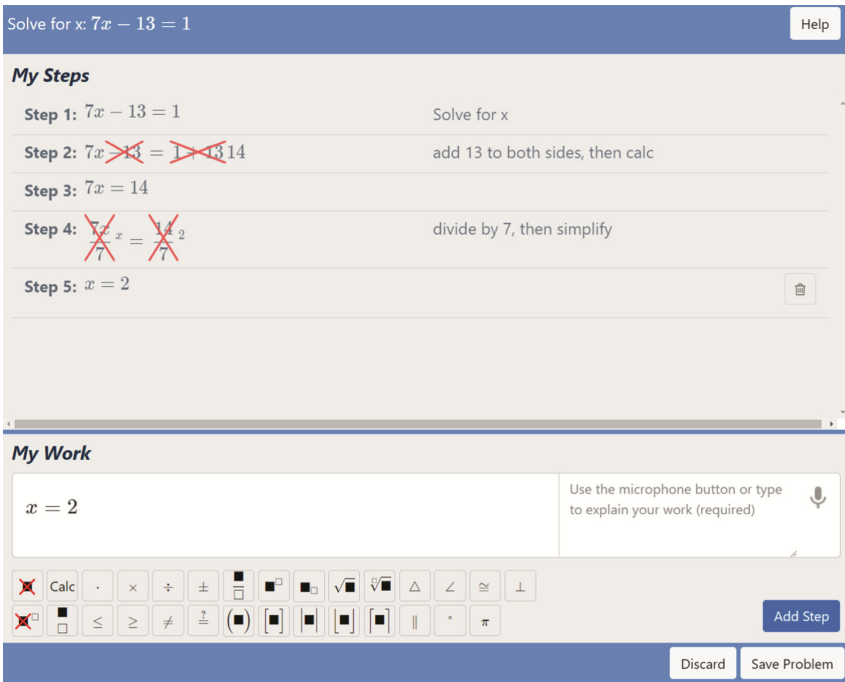 Solve for x: 7x − 13 = 1
Help
My Steps
Step 1: 7x − 13 = 1 Solve for x
Step 2: 7x −13 = 1 + 13 14 add 13 to both sides, then calc
Step 3: 7x = 14
Step 4: 7x/7 x = 14/7 2 divide by 7, then simplify
Step 5: x = 2
My Work
x = 2
Use the microphone button or type
to explain your work (required)
Calc · × ÷ ± ■/□ ■□ ■□ √■ □√■ △ ∠ ≅ ⊥
■□ ■/□ ≤ ≥ ≠ ≟ (■) [■] |■| ⌊■⌋ ⌈■⌉ ∥ ° π
Add Step
Discard
Save Problem